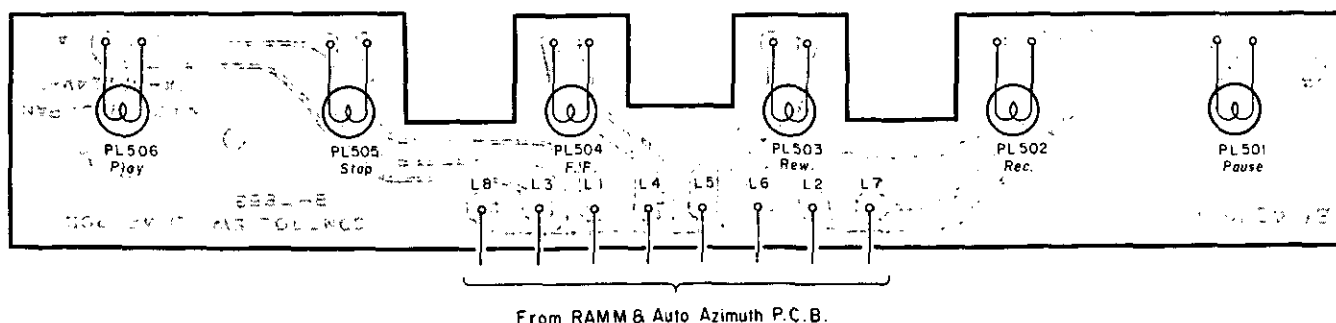 PL506 PL505 PL504 PL503 PL502 PL501
Play Stop F.F. Rew. Rec. Pause
L8 L3 L1 L4 L5 L6 L2 L7
From RAMM & Auto Azimuth P.C.B.